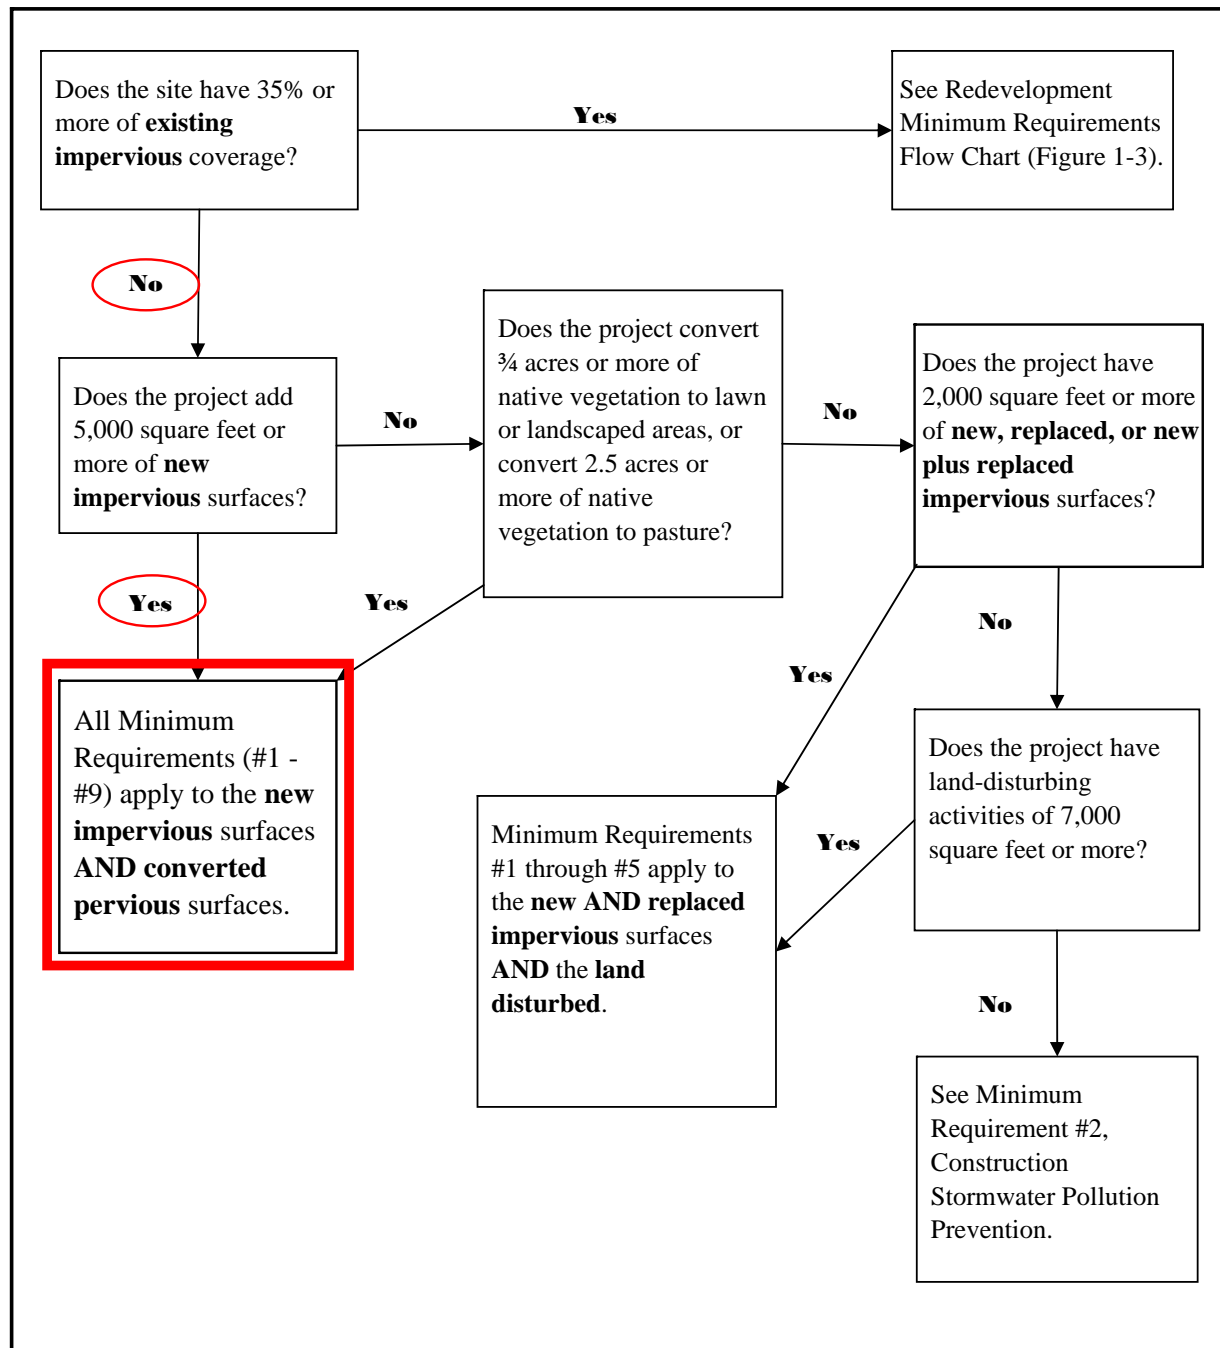 Does the site have 35% or
more of existing
impervious coverage?
Yes
See Redevelopment
Minimum Requirements
Flow Chart (Figure 1-3).
No
Does the project add
5,000 square feet or
more of new
impervious surfaces?
No
Does the project convert
¾ acres or more of
native vegetation to lawn
or landscaped areas, or
convert 2.5 acres or
more of native
vegetation to pasture?
No
Does the project have
2,000 square feet or more
of new, replaced, or new
plus replaced
impervious surfaces?
Yes
Yes
Yes
No
All Minimum
Requirements (#1 -
#9) apply to the new
impervious surfaces
AND converted
pervious surfaces.
Minimum Requirements
#1 through #5 apply to
the new AND replaced
impervious surfaces
AND the land
disturbed.
Yes
Does the project have
land-disturbing
activities of 7,000
square feet or more?
No
See Minimum
Requirement #2,
Construction
Stormwater Pollution
Prevention.